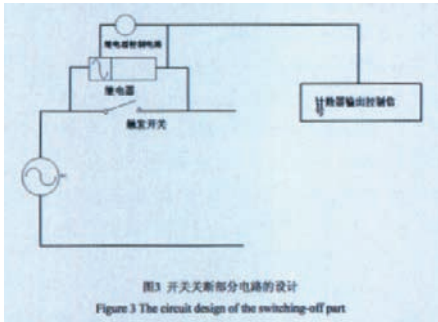 继电器控制电路
继电器
触发开关
计数器输出控制信
图3 开关关断部分电路的设计
Figure 3 The circuit design of the switching-off part